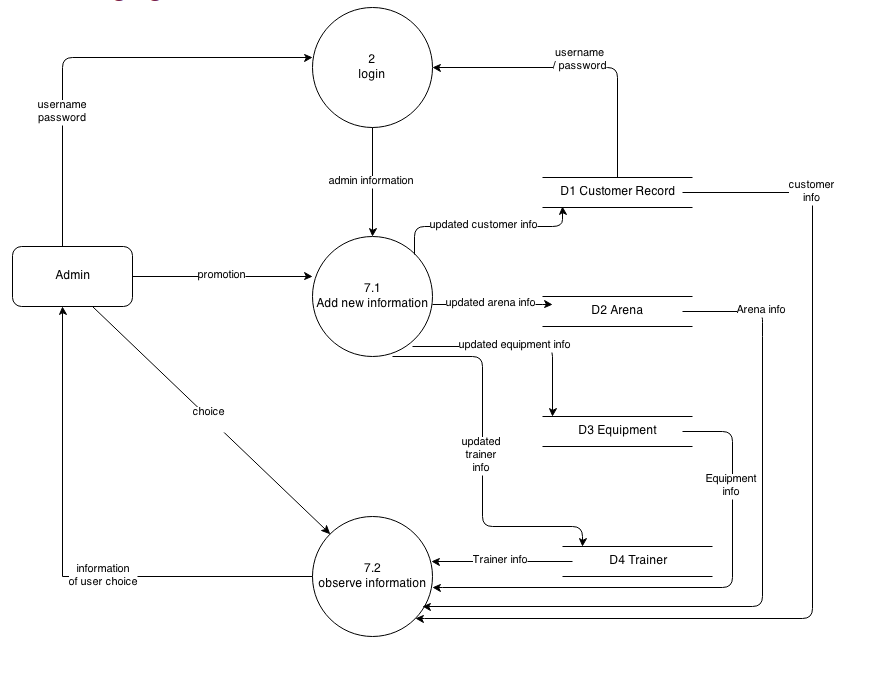 2
login
username
/ password
username
password
admin information
D1 Customer Record
customer
info
updated customer info
Admin
promotion
7.1
Add new information
updated arena info
D2 Arena
Arena info
updated equipment info
choice
D3 Equipment
updated
trainer
info
Equipment
info
Trainer info
D4 Trainer
7.2
observe information
information
of user choice